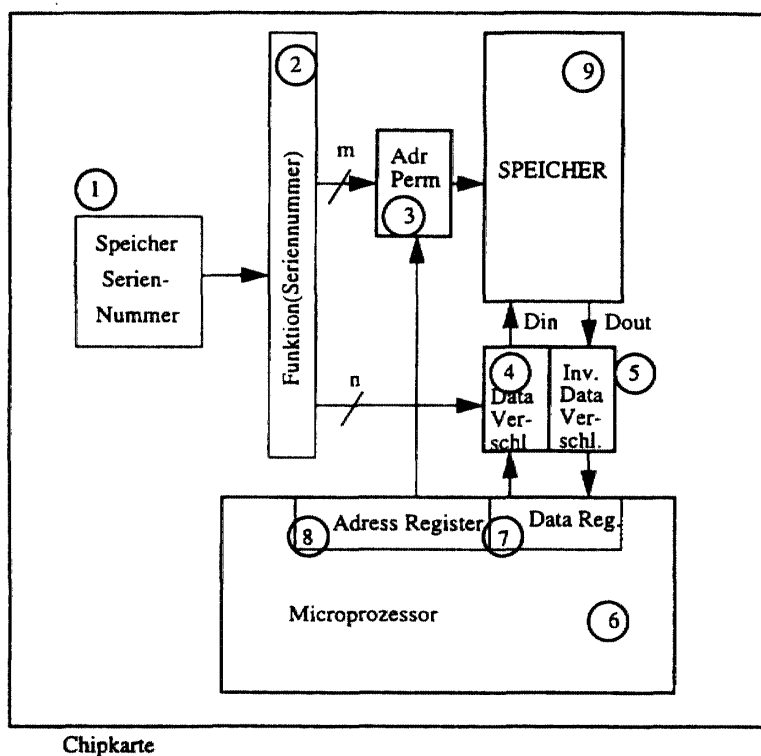 1
Speicher
Serien-
Nummer
2
Funktion(Seriennummer)
m
n
Adr
Perm
3
9
SPEICHER
Din
Dout
4
Data
Ver-
schl
Inv.
Data
Ver-
schl.
5
8
Adress Register
7
Data Reg.
Microprozessor
6
Chipkarte